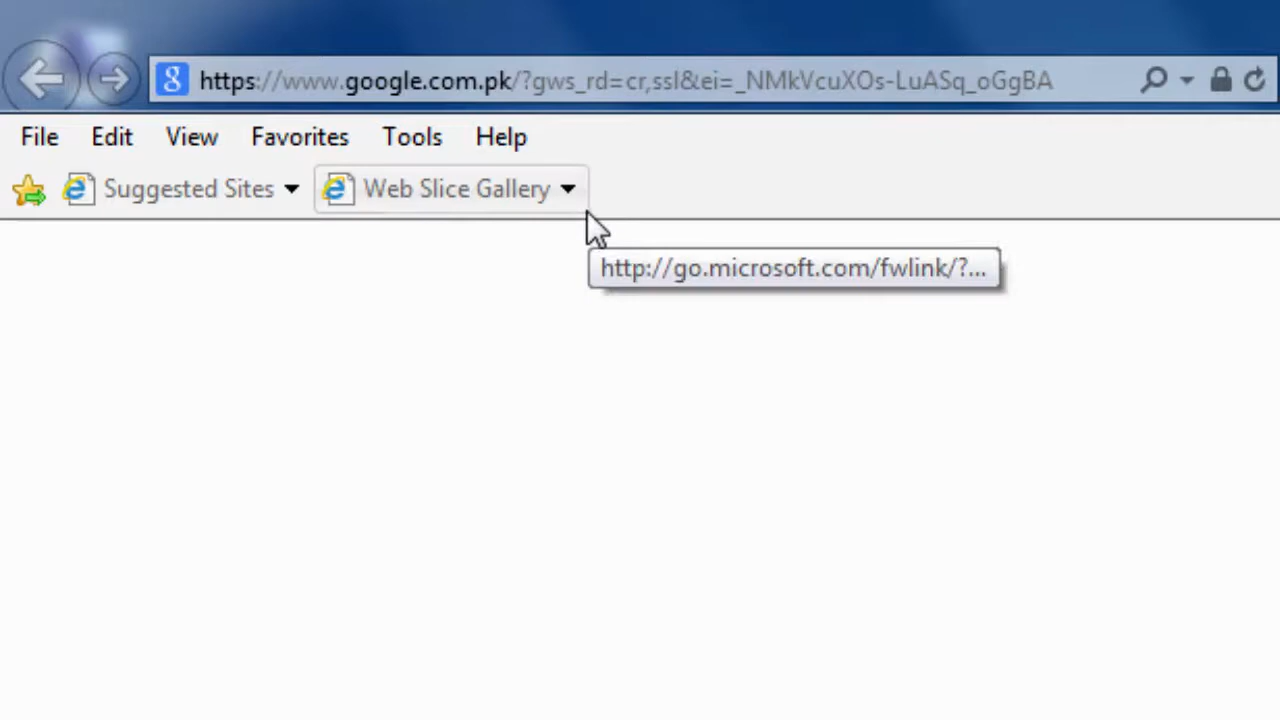 https://www.google.com.pk/?gws_rd=cr,ssl&ei=_NMkVcuXOs-LuASq_oGgBA
File Edit View Favorites Tools Help
Suggested Sites Web Slice Gallery
http://go.microsoft.com/fwlink/?...